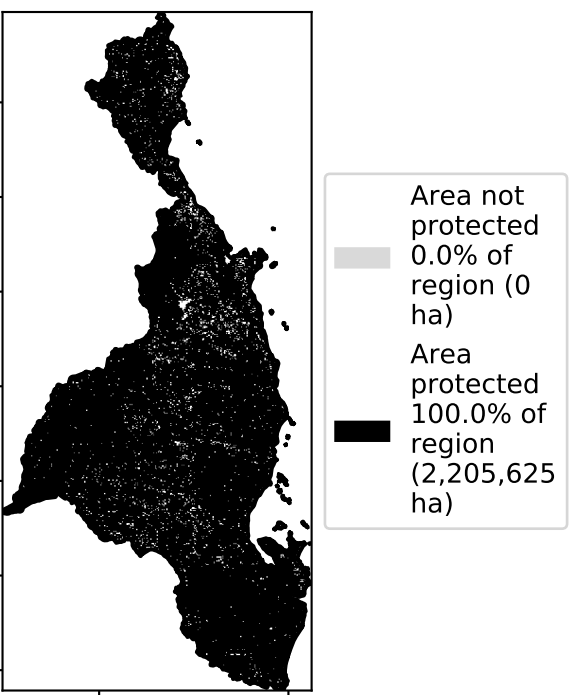 Area not
protected
0.0% of
region (0
ha)
Area
protected
100.0% of
region
(2,205,625
ha)